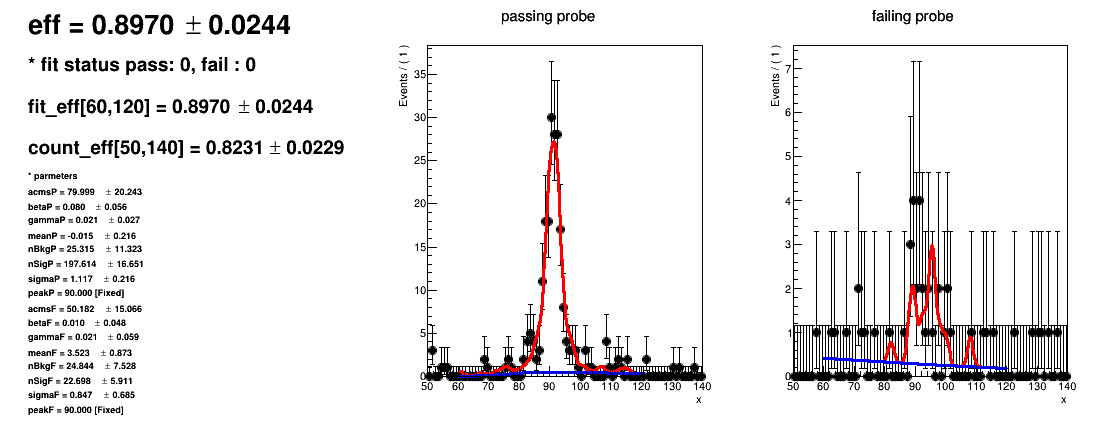 eff = 0.8970 ± 0.0244
* fit status pass: 0, fail : 0
fit_eff[60,120] = 0.8970 ± 0.0244
count_eff[50,140] = 0.8231 ± 0.0229
* parmeters
acmsP = 79.999 ± 20.243
betaP = 0.080 ± 0.056
gammaP = 0.021 ± 0.027
meanP = -0.015 ± 0.216
nBkgP = 25.315 ± 11.323
nSigP = 197.614 ± 16.651
sigmaP = 1.117 ± 0.216
peakP = 90.000 [Fixed]
acmsF = 50.182 ± 15.066
betaF = 0.010 ± 0.048
gammaF = 0.021 ± 0.059
meanF = 3.523 ± 0.873
nBkgF = 24.844 ± 7.528
nSigF = 22.698 ± 5.911
sigmaF = 0.847 ± 0.685
peakF = 90.000 [Fixed]
passing probe
Events / ( 1 )
35
30
25
20
15
10
5
0
50 60 70 80 90 100 110 120 130 140
x
failing probe
Events / ( 1 )
7
6
5
4
3
2
1
0
50 60 70 80 90 100 110 120 130 140
x